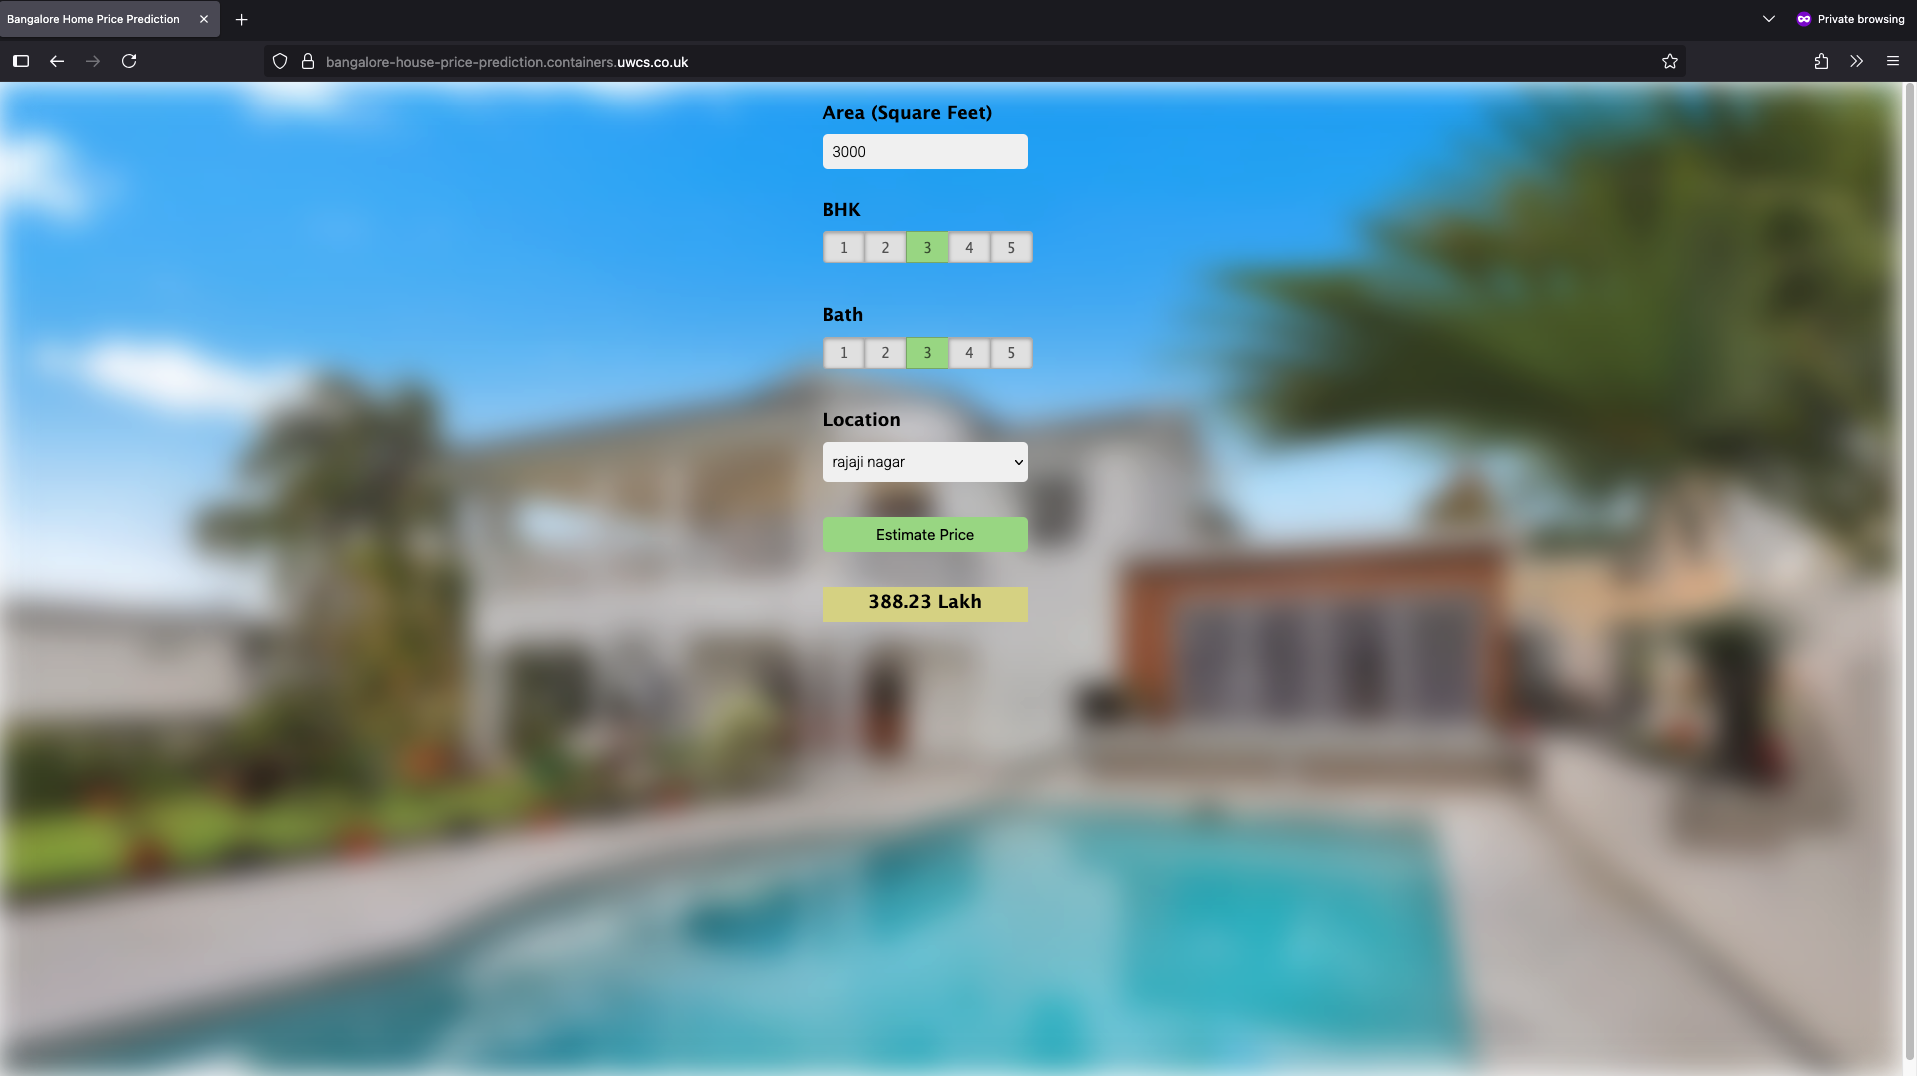 Bangalore Home Price Prediction
Private browsing
bangalore-house-price-prediction.containers.uwcs.co.uk
Area (Square Feet)
3000
BHK
1 2 3 4 5
Bath
1 2 3 4 5
Location
rajaji nagar
Estimate Price
388.23 Lakh